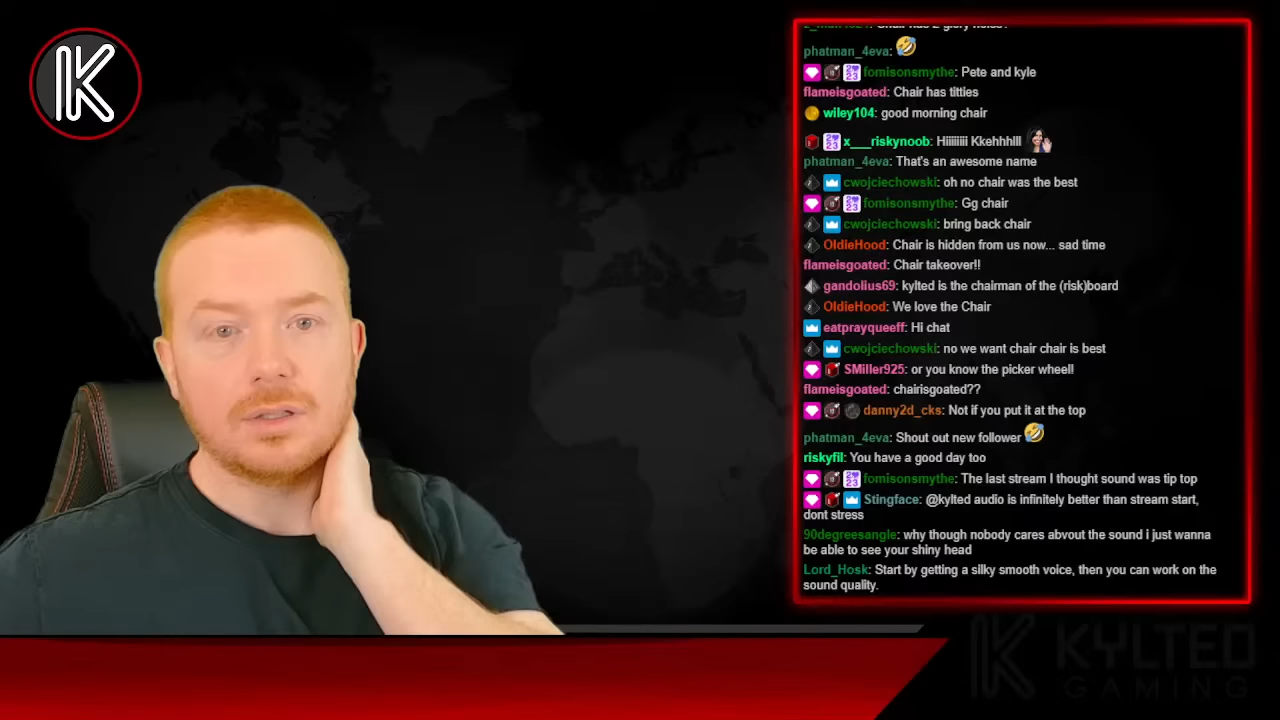 K
phatman_4eva:
fomisonsmythe: Pete and kyle
flameisgoated: Chair has titties
wiley104: good morning chair
x___riskynoob: Hiiiiiiii Kkehhhlll
phatman_4eva: That's an awesome name
cwojciechowski: oh no chair was the best
fomisonsmythe: Gg chair
cwojciechowski: bring back chair
OldieHood: Chair is hidden from us now... sad time
flameisgoated: Chair takeover!!
gandolius69: kylted is the chairman of the (risk)board
OldieHood: We love the Chair
eatprayqueeff: Hi chat
cwojciechowski: no we want chair chair is best
SMiller925: or you know the picker wheel!
flameisgoated: chairisgoated??
danny2d_cks: Not if you put it at the top
phatman_4eva: Shout out new follower
riskyfil: You have a good day too
fomisonsmythe: The last stream I thought sound was tip top
Stingface: @kylted audio is infinitely better than stream start,
dont stress
90degreesangle: why though nobody cares abvout the sound i just wanna
be able to see your shiny head
Lord_Hosk: Start by getting a silky smooth voice, then you can work on the
sound quality.
K KYLTED
GAMING